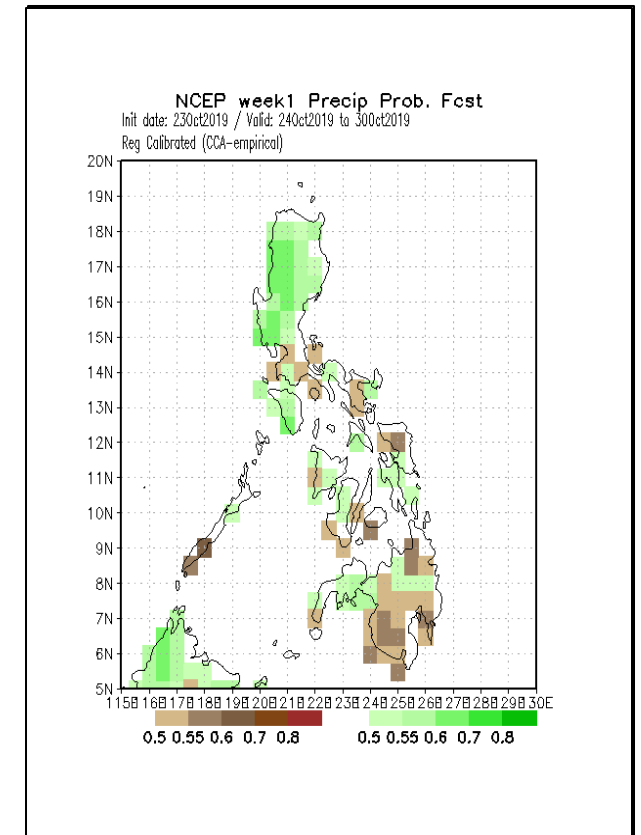 NCEP week1 Precip Prob. Fcst
Init date: 23Oct2019 / Valid: 24Oct2019 to 30Oct2019
Reg Calibrated (CCA-empirical)
20N
19N
18N
17N
16N
15N
14N
13N
12N
11N
10N
9N
8N
7N
6N
5N
115E 116E 117E 118E 119E 120E 121E 122E 123E 124E 125E 126E 127E 128E 129E 130E
0.5 0.55 0.6 0.7 0.8
0.5 0.55 0.6 0.7 0.8